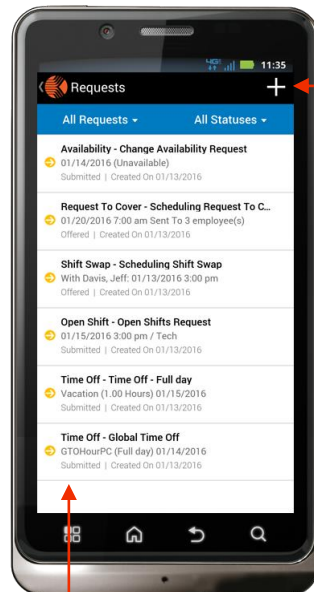 4G
11:35
Requests
All Requests
All Statuses
Availability - Change Availability Request
01/14/2016 (Unavailable)
Submitted | Created On 01/13/2016
Request To Cover - Scheduling Request To C...
01/20/2016 7:00 am Sent To 3 employee(s)
Offered | Created On 01/13/2016
Shift Swap - Scheduling Shift Swap
With Davis, Jeff: 01/13/2016 3:00 pm
Offered | Created On 01/13/2016
Open Shift - Open Shifts Request
01/15/2016 3:00 pm / Tech
Submitted | Created On 01/13/2016
Time Off - Time Off - Full day
Vacation (1.00 Hours) 01/15/2016
Submitted | Created On 01/13/2016
Time Off - Global Time Off
GTOHourPC (Full day) 01/14/2016
Submitted | Created On 01/13/2016